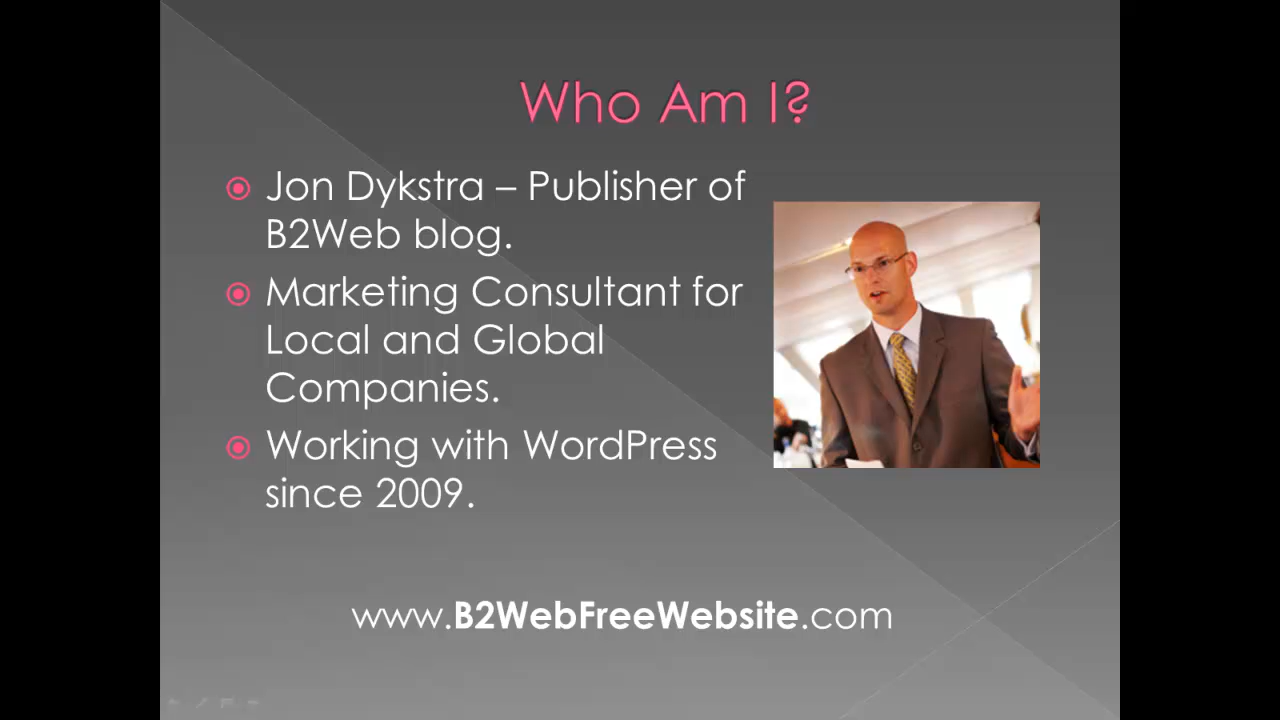 Who Am I?
Jon Dykstra – Publisher of
B2Web blog.
Marketing Consultant for
Local and Global
Companies.
Working with WordPress
since 2009.
www.B2WebFreeWebsite.com